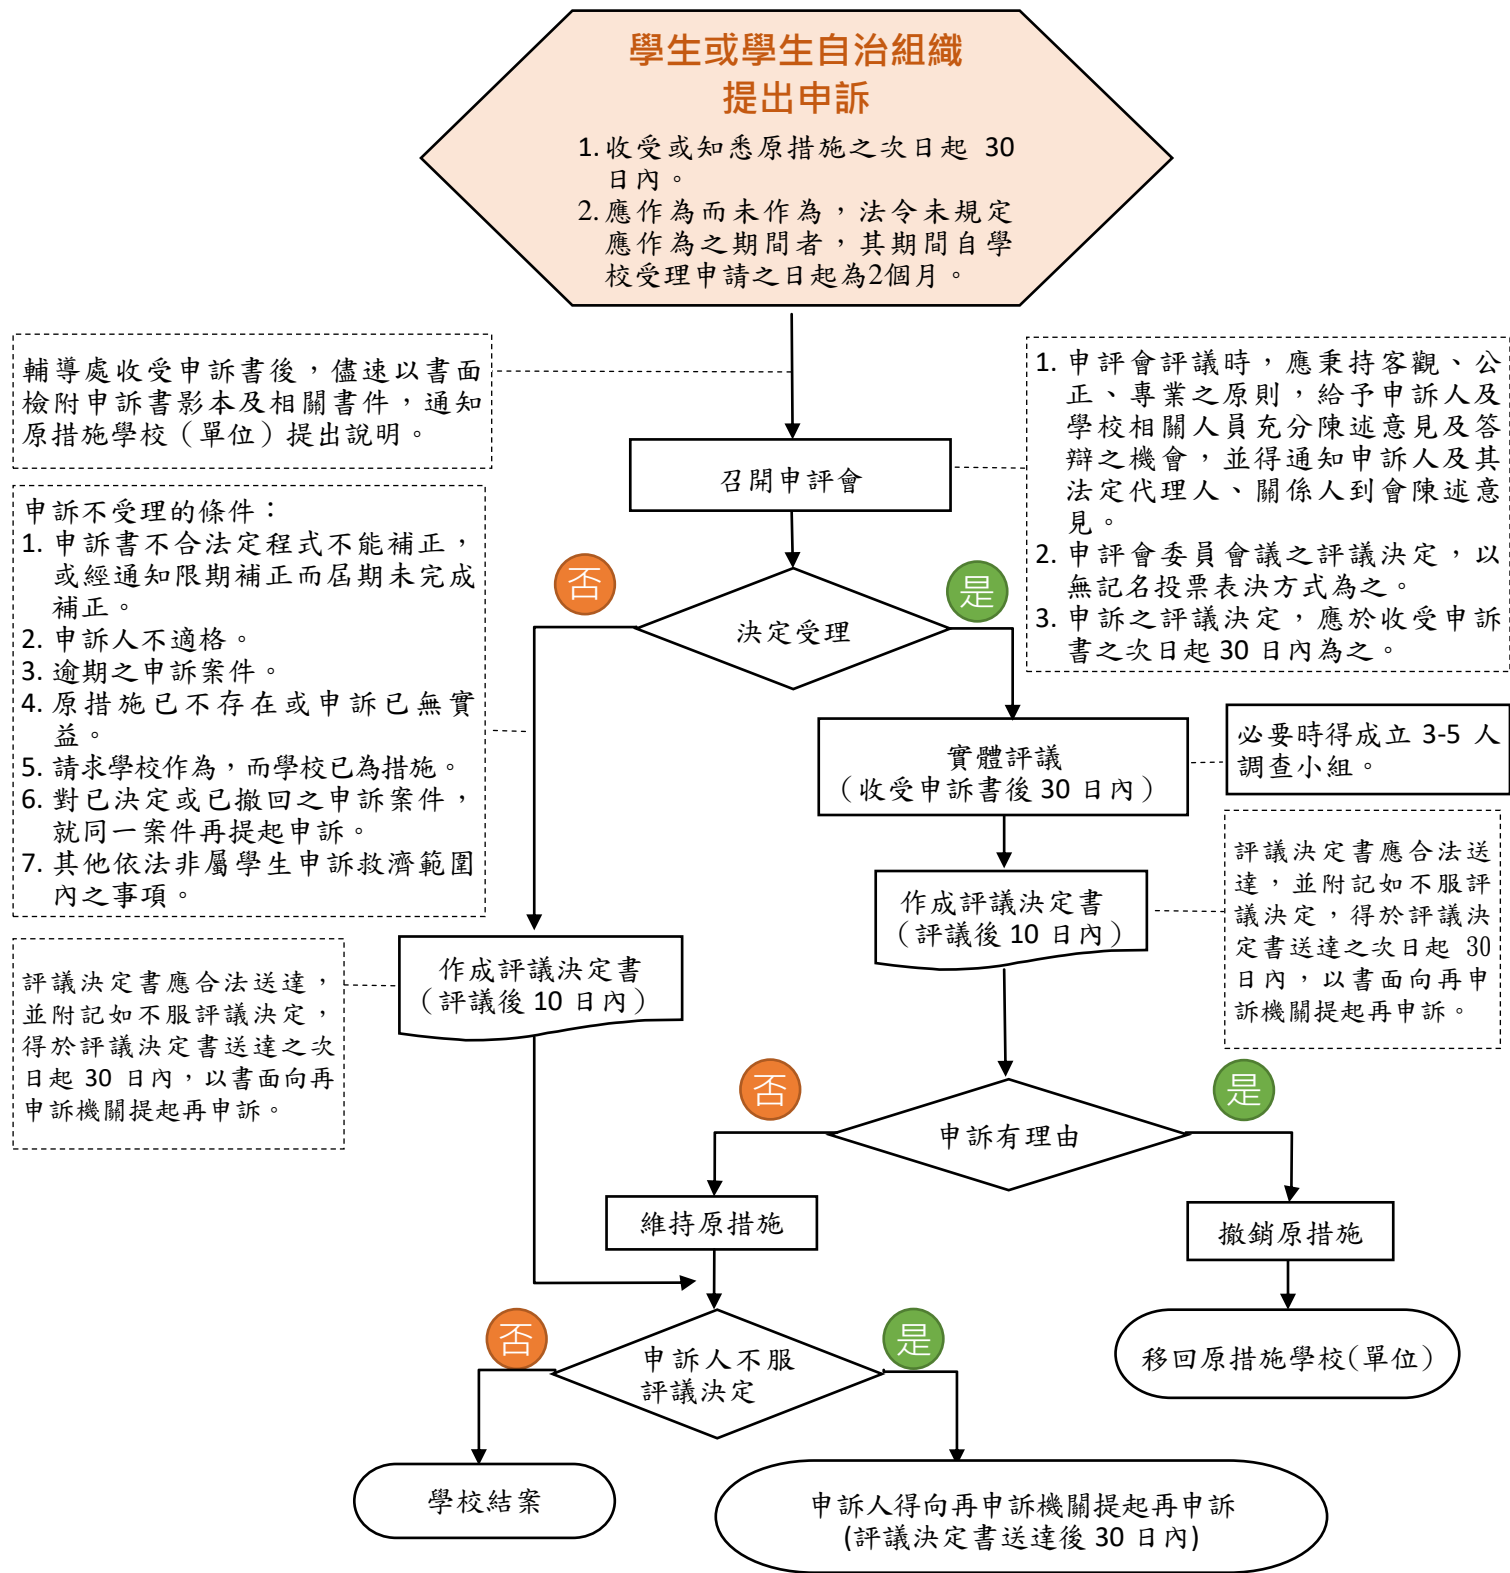 學生或學生自治組織
提出申訴
1. 收受或知悉原措施之次日起 30
日內。
2. 應作為而未作為，法令未規定
應作為之期間者，其期間自學
校受理申請之日起為2個月。
輔導處收受申訴書後，儘速以書面
檢附申訴書影本及相關書件，通知
原措施學校（單位）提出說明。
1. 申評會評議時，應秉持客觀、公
正、專業之原則，給予申訴人及
學校相關人員充分陳述意見及答
辯之機會，並得通知申訴人及其
法定代理人、關係人到會陳述意
見。
2. 申評會委員會議之評議決定，以
無記名投票表決方式為之。
3. 申訴之評議決定，應於收受申訴
書之次日起 30 日內為之。
召開申評會
申訴不受理的條件：
1. 申訴書不合法定程式不能補正，
或經通知限期補正而屆期未完成
補正。
2. 申訴人不適格。
3. 逾期之申訴案件。
4. 原措施已不存在或申訴已無實
益。
5. 請求學校作為，而學校已為措施。
6. 對已決定或已撤回之申訴案件，
就同一案件再提起申訴。
7. 其他依法非屬學生申訴救濟範圍
內之事項。
否
是
決定受理
實體評議
（收受申訴書後 30 日內）
必要時得成立 3-5 人
調查小組。
作成評議決定書
（評議後 10 日內）
評議決定書應合法送
達，並附記如不服評
議決定，得於評議決
定書送達之次日起 30
日內，以書面向再申
訴機關提起再申訴。
作成評議決定書
（評議後 10 日內）
評議決定書應合法送達，
並附記如不服評議決定，
得於評議決定書送達之次
日起 30 日內，以書面向再
申訴機關提起再申訴。
否
是
申訴有理由
維持原措施
撤銷原措施
移回原措施學校(單位)
否
是
申訴人不服
評議決定
學校結案
申訴人得向再申訴機關提起再申訴
(評議決定書送達後 30 日內)